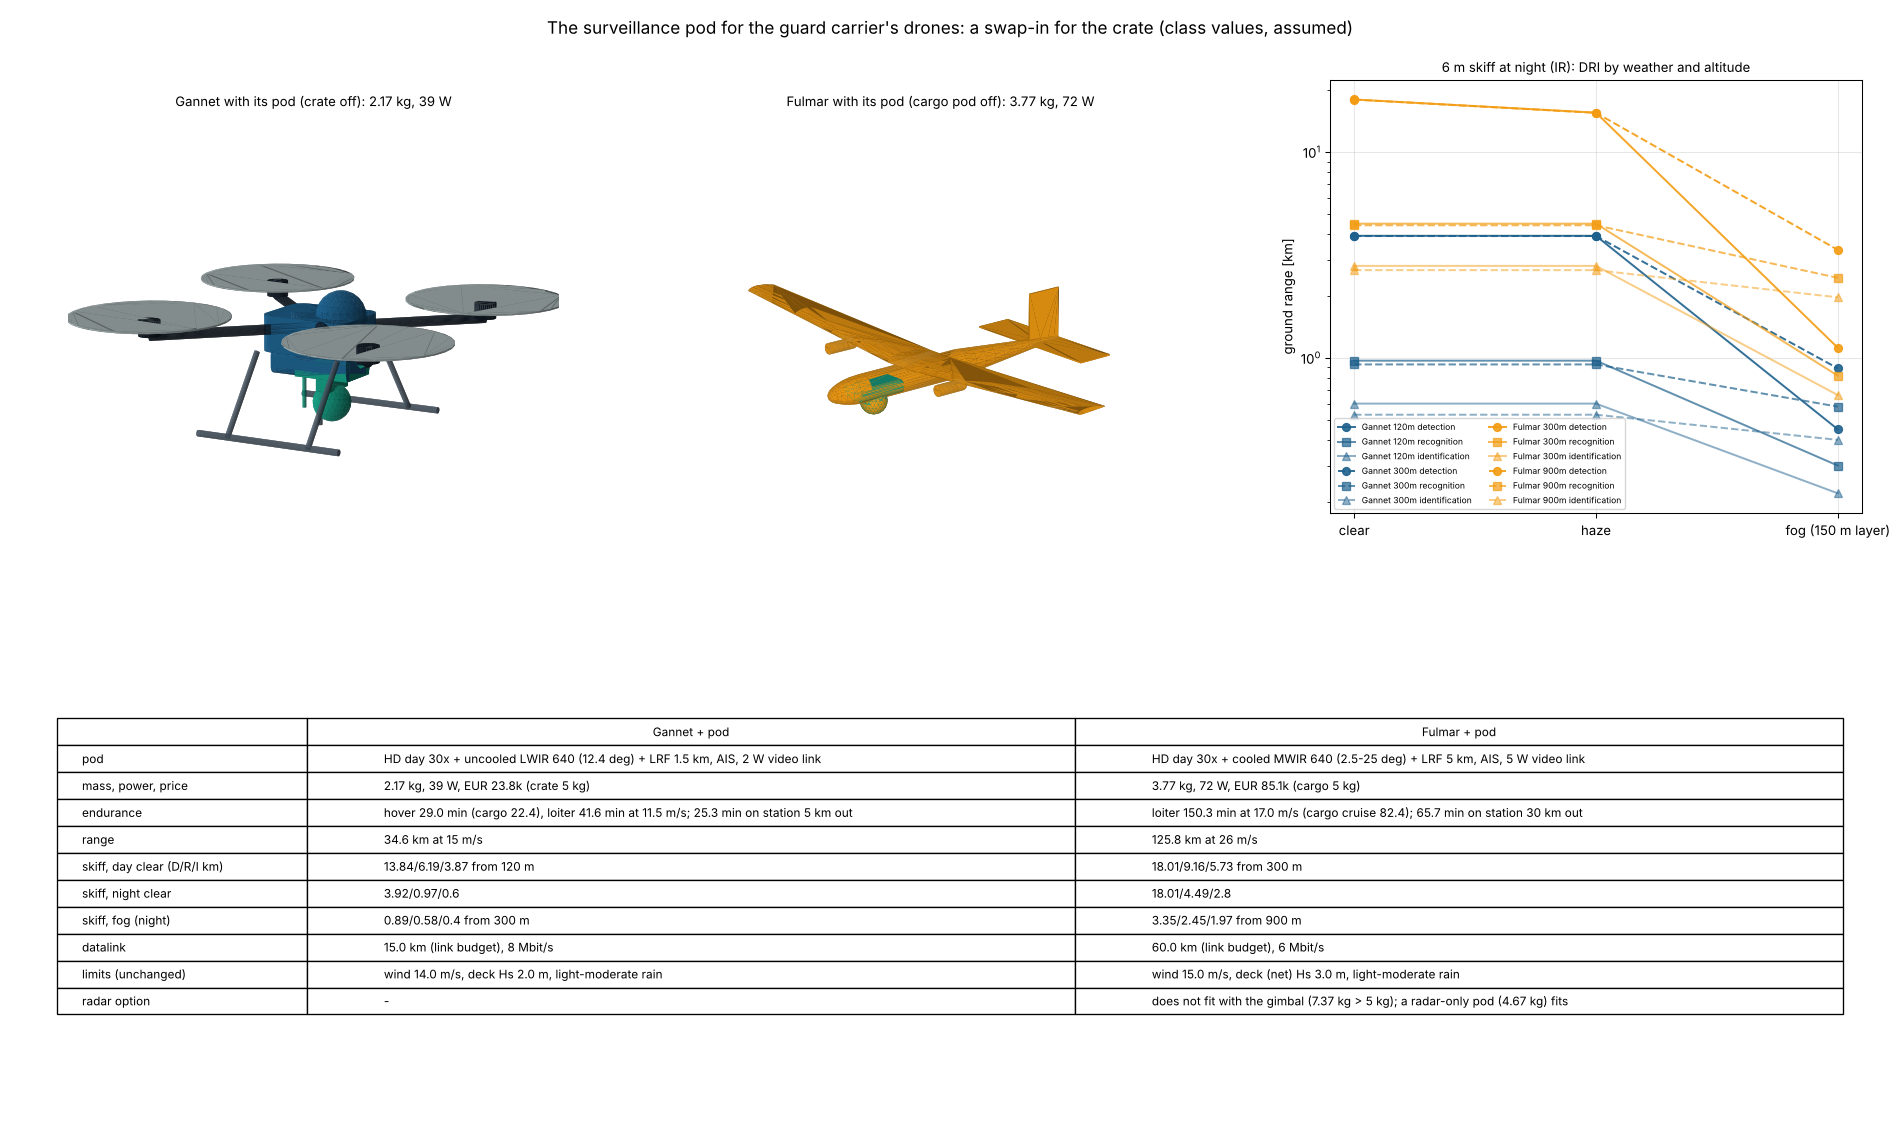 The surveillance pod for the guard carrier's drones: a swap-in for the crate (class values, assumed)
Gannet with its pod (crate off): 2.17 kg, 39 W
Fulmar with its pod (cargo pod off): 3.77 kg, 72 W
6 m skiff at night (IR): DRI by weather and altitude
ground range [km]
10¹
10⁰
Gannet 120m detection
Gannet 120m recognition
Gannet 120m identification
Gannet 300m detection
Gannet 300m recognition
Gannet 300m identification
Fulmar 300m detection
Fulmar 300m recognition
Fulmar 300m identification
Fulmar 900m detection
Fulmar 900m recognition
Fulmar 900m identification
clear
haze
fog (150 m layer)
Gannet + pod
Fulmar + pod
pod
HD day 30x + uncooled LWIR 640 (12.4 deg) + LRF 1.5 km, AIS, 2 W video link
HD day 30x + cooled MWIR 640 (2.5-25 deg) + LRF 5 km, AIS, 5 W video link
mass, power, price
2.17 kg, 39 W, EUR 23.8k (crate 5 kg)
3.77 kg, 72 W, EUR 85.1k (cargo 5 kg)
endurance
hover 29.0 min (cargo 22.4), loiter 41.6 min at 11.5 m/s; 25.3 min on station 5 km out
loiter 150.3 min at 17.0 m/s (cargo cruise 82.4); 65.7 min on station 30 km out
range
34.6 km at 15 m/s
125.8 km at 26 m/s
skiff, day clear (D/R/I km)
13.84/6.19/3.87 from 120 m
18.01/9.16/5.73 from 300 m
skiff, night clear
3.92/0.97/0.6
18.01/4.49/2.8
skiff, fog (night)
0.89/0.58/0.4 from 300 m
3.35/2.45/1.97 from 900 m
datalink
15.0 km (link budget), 8 Mbit/s
60.0 km (link budget), 6 Mbit/s
limits (unchanged)
wind 14.0 m/s, deck Hs 2.0 m, light-moderate rain
wind 15.0 m/s, deck (net) Hs 3.0 m, light-moderate rain
radar option
-
does not fit with the gimbal (7.37 kg > 5 kg); a radar-only pod (4.67 kg) fits